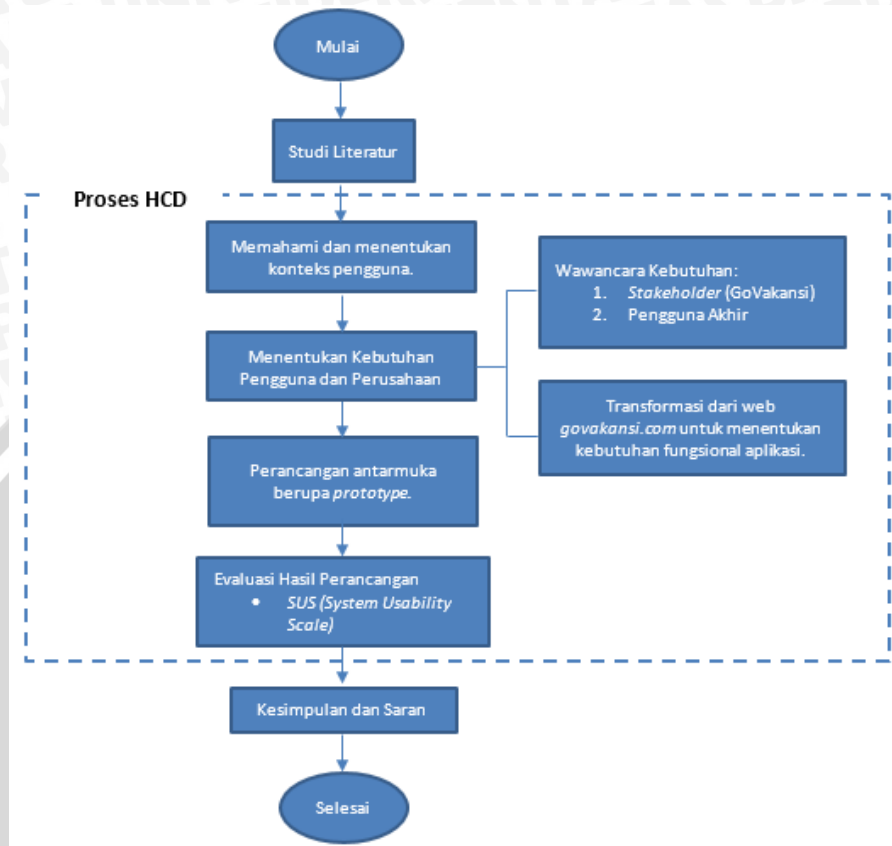 Mulai
Studi Literatur
Proses HCD
Memahami dan menentukan
konteks pengguna.
Menentukan Kebutuhan
Pengguna dan Perusahaan
Wawancara Kebutuhan:
1. Stakeholder (GoVakansi)
2. Pengguna Akhir
Transformasi dari web
govakansi.com untuk menentukan
kebutuhan fungsional aplikasi.
Perancangan antarmuka
berupa prototype.
Evaluasi Hasil Perancangan
• SUS (System Usability
Scale)
Kesimpulan dan Saran
Selesai